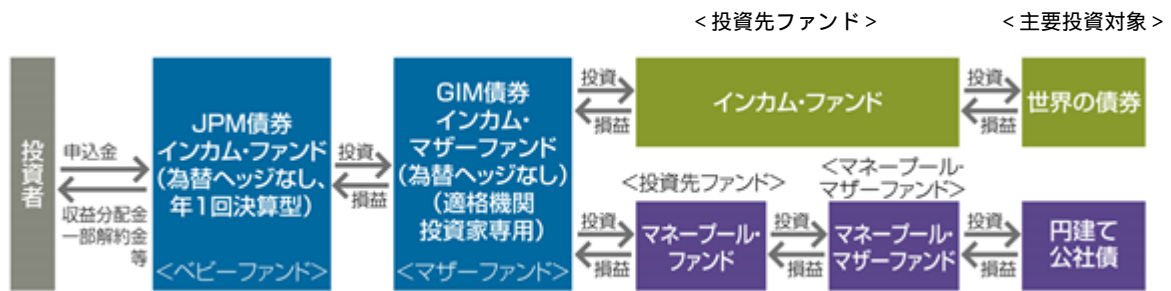 <投資先ファンド>
<主要投資対象>
投資者
申込金
収益分配金
一部解約金
等
JPM債券
インカム・ファンド
(為替ヘッジなし、
年1回決算型)
<ベビーファンド>
投資
損益
GIM債券
インカム・
マザーファンド
(為替ヘッジなし)
(適格機関
投資家専用)
<マザーファンド>
投資
損益
インカム・ファンド
投資
損益
世界の債券
投資
損益
<投資先ファンド>
マネープール・
ファンド
投資
損益
<マネープール・
マザーファンド>
マネープール・
マザーファンド
投資
損益
円建て
公社債